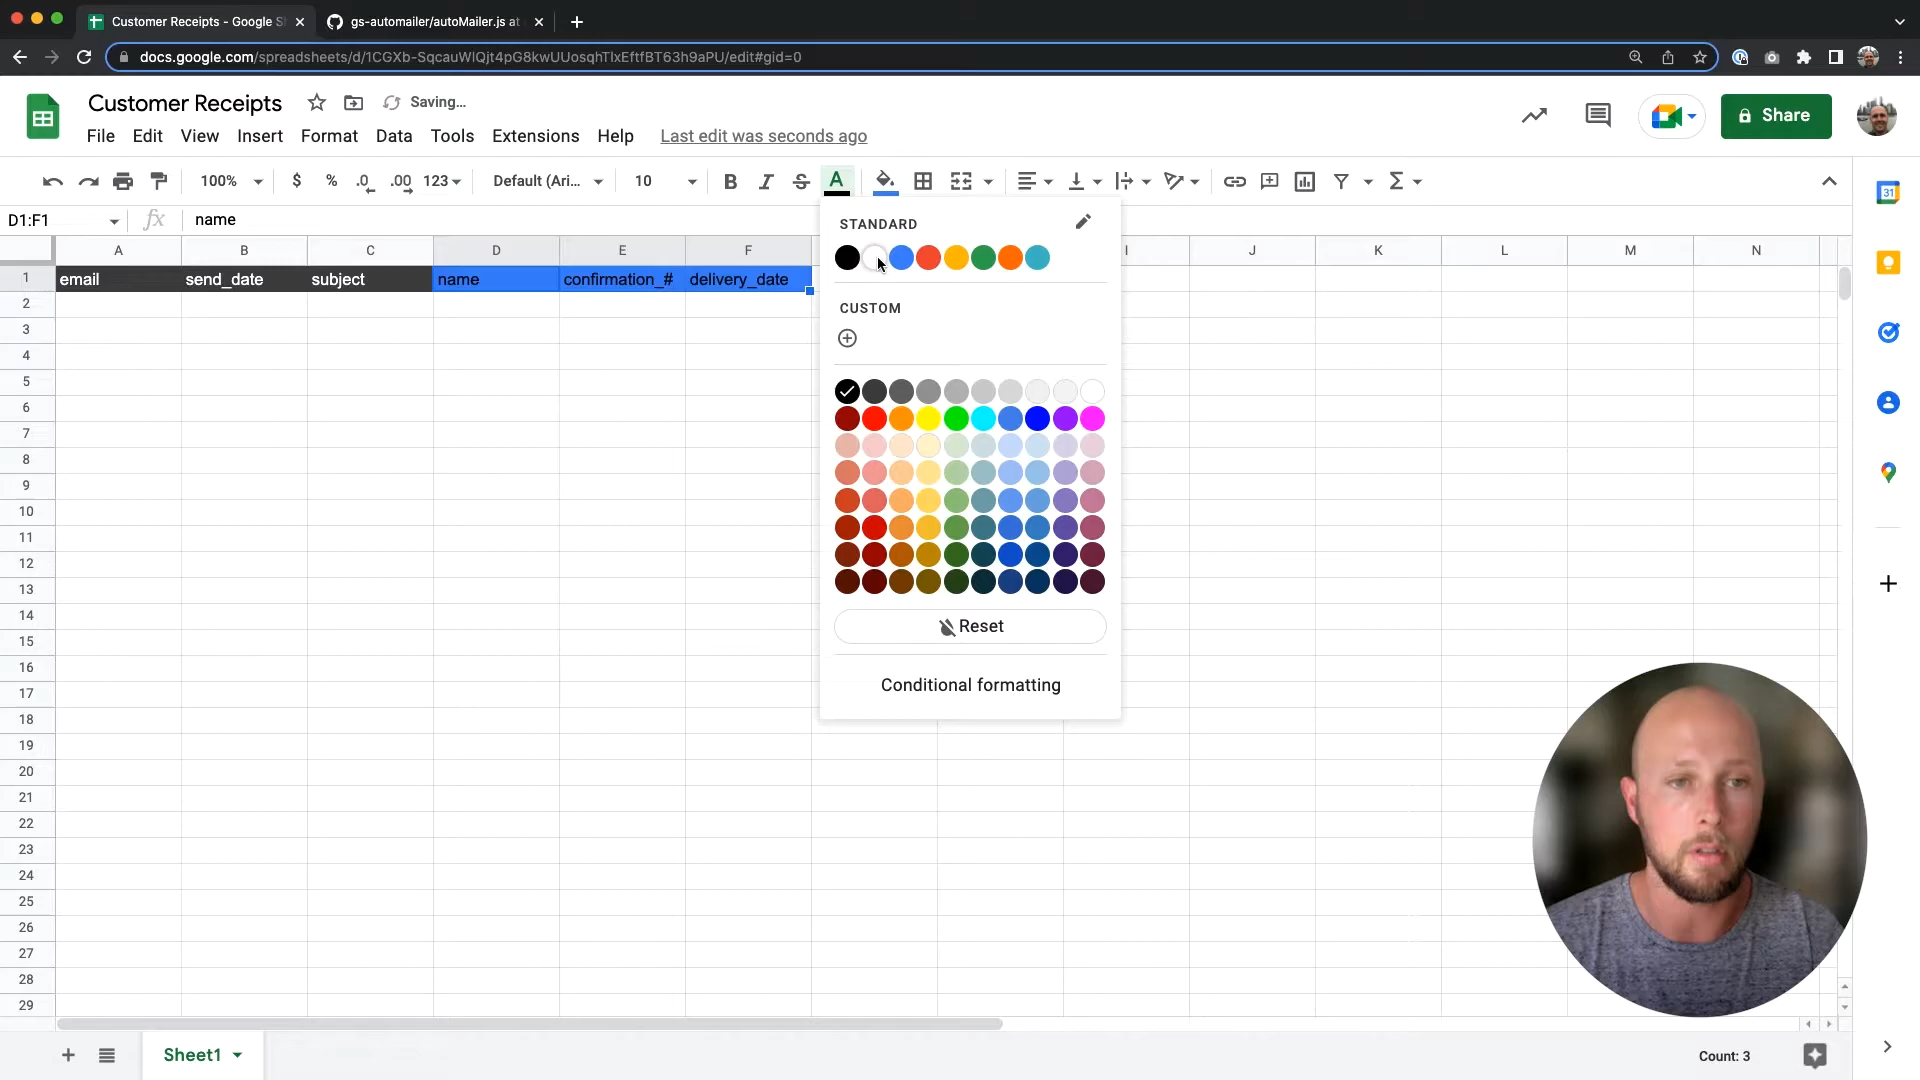 Customer Receipts - Google S
gs-automailer/autoMailer.js at
docs.google.com/spreadsheets/d/1CGXb-SqcauWlQjt4pG8kwUUosqhTlxEftfBT63h9aPU/edit#gid=0
Customer Receipts
Saving…
File Edit View Insert Format Data Tools Extensions Help Last edit was seconds ago
Share
100% $ % .0 .00 123 Default (Ari... 10 B I S A
31
D1:F1 fx name
STANDARD
A B C D E F I J K L M N
1 email send_date subject name confirmation_# delivery_date
2
CUSTOM
3
4
5
6
7
8
9
10
11
12
13
14
Reset
15
16
17
Conditional formatting
18
19
20
21
22
23
24
25
26
27
28
29
Sheet1
Count: 3